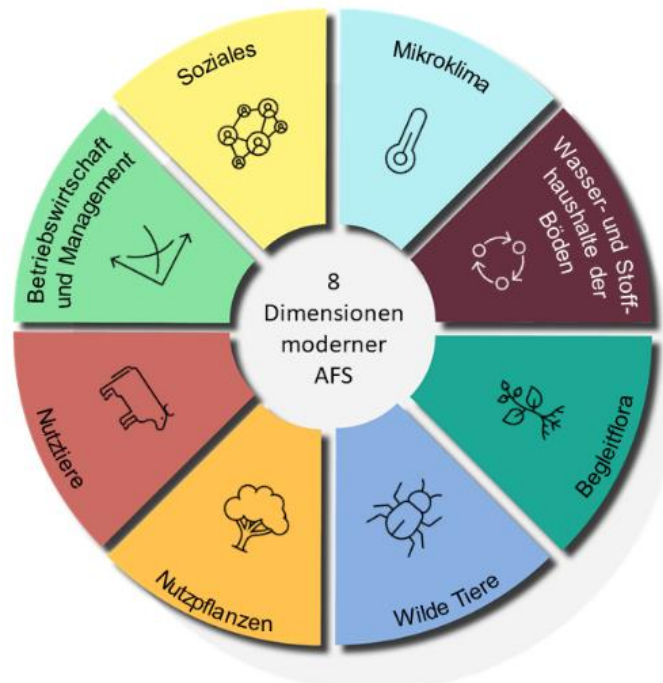 8
Dimensionen
moderner
AFS
Mikroklima
Wasser- und Stoff-
haushalte der
Böden
Begleitflora
Wilde Tiere
Nutzpflanzen
Nutztiere
Betriebswirtschaft
und Management
Soziales